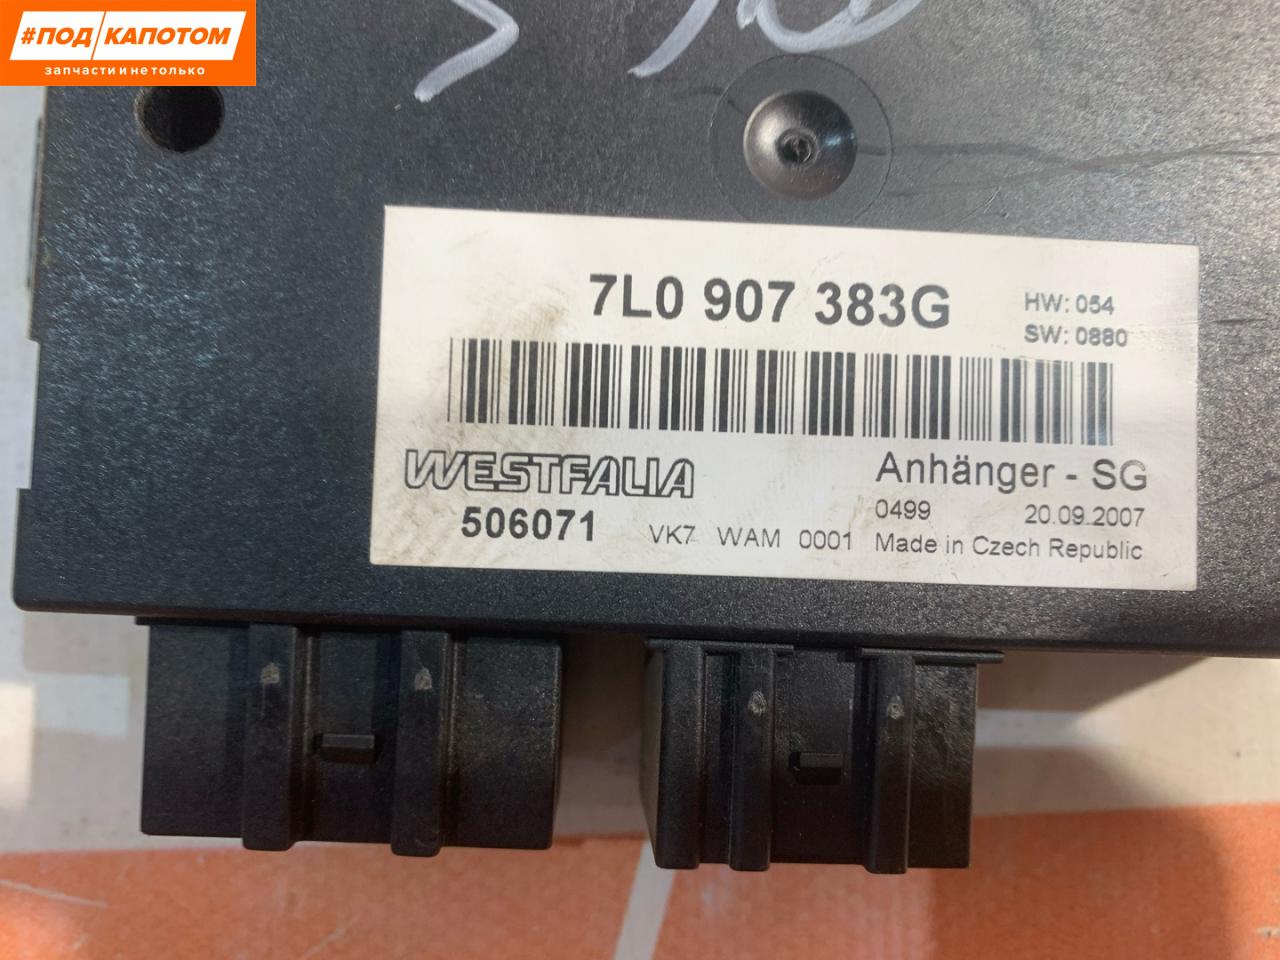 #ПОД КАПОТОМ
запчасти и не только
7L0 907 383G
HW: 054
SW: 0880
WESTFALIA
Anhänger - SG
506071
VK7 WAM 0001
0499 20.09.2007
Made in Czech Republic